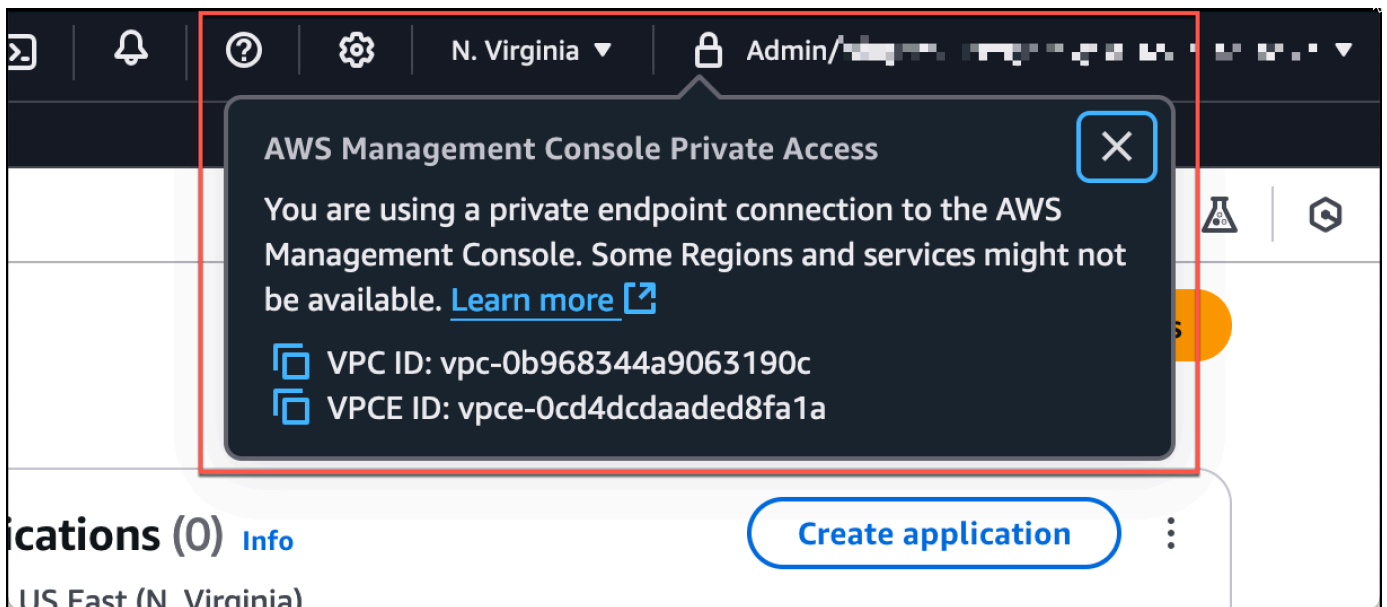 N. Virginia ▼
Admin/
AWS Management Console Private Access
You are using a private endpoint connection to the AWS
Management Console. Some Regions and services might not
be available. Learn more
VPC ID: vpc-0b968344a9063190c
VPCE ID: vpce-0cd4dcdaaded8fa1a
s
ications (0) Info
Create application
US East (N. Virginia)